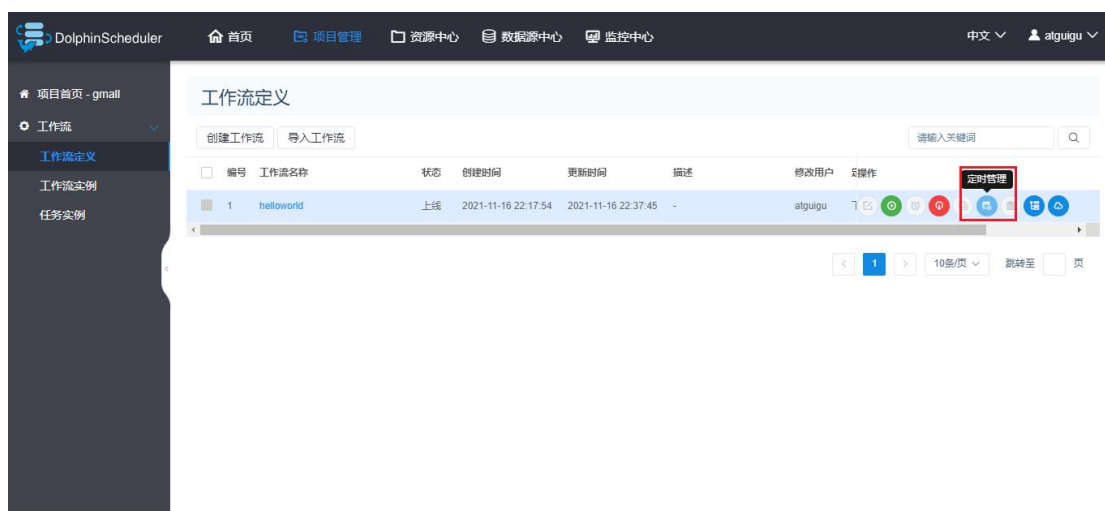 DolphinScheduler 首页 项目管理 资源中心 数据源中心 监控中心 中文 atguigu
项目首页 - gmall
工作流
工作流定义
工作流实例
任务实例
工作流定义
创建工作流 导入工作流 请输入关键词
定时管理
编号 工作流名称 状态 创建时间 更新时间 描述 修改用户 操作
1 helloworld 上线 2021-11-16 22:17:54 2021-11-16 22:37:45 - atguigu
1 10条/页 跳转至 页